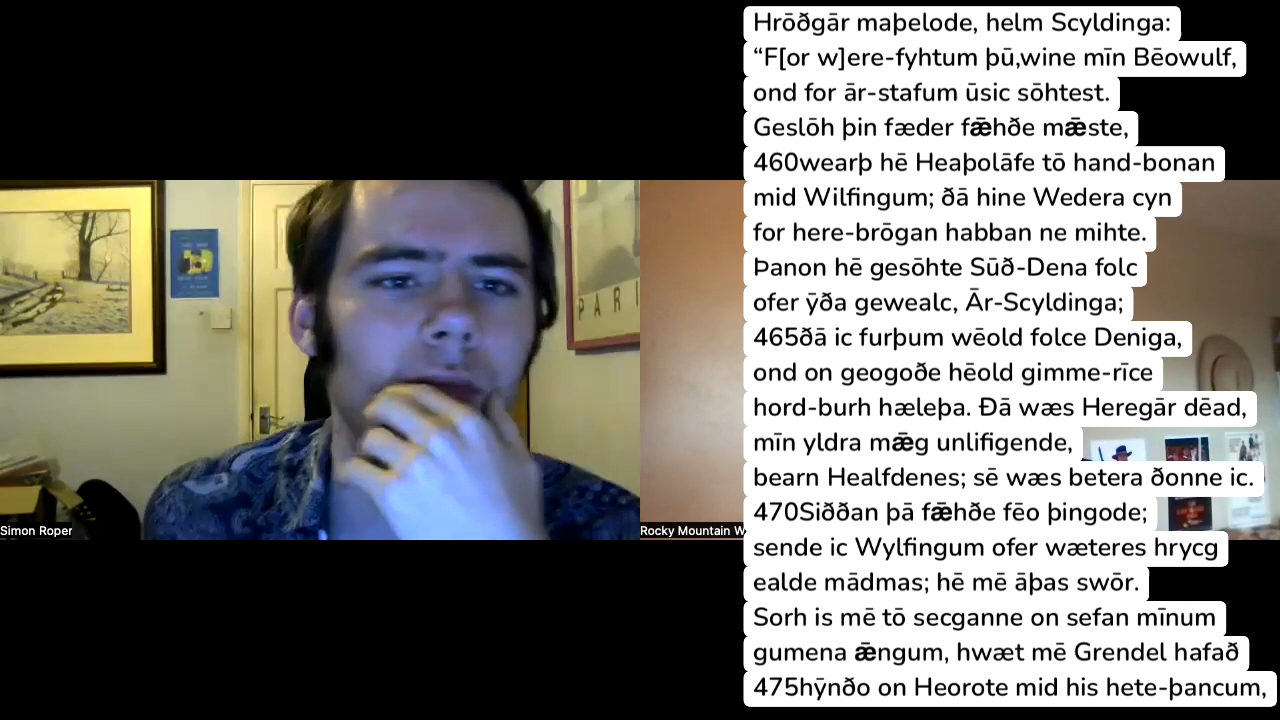 Hrōðgār maþelode, helm Scyldinga:
“F[or w]ere-fyhtum þū,wine mīn Bēowulf,
ond for ār-stafum ūsic sōhtest.
Geslōh þin fæder fǣhðe mǣste,
460wearþ hē Heaþolāfe tō hand-bonan
mid Wilfingum; ðā hine Wedera cyn
for here-brōgan habban ne mihte.
Þanon hē gesōhte Sūð-Dena folc
ofer ȳða gewealc, Ār-Scyldinga;
465ðā ic furþum wēold folce Deniga,
ond on geogoðe hēold gimme-rīce
hord-burh hæleþa. Ðā wæs Heregār dēad,
mīn yldra mǣg unlifigende,
bearn Healfdenes; sē wæs betera ðonne ic.
470Siððan þā fǣhðe fēo þingode;
sende ic Wylfingum ofer wæteres hrycg
ealde mādmas; hē mē āþas swōr.
Sorh is mē tō secganne on sefan mīnum
gumena ǣngum, hwæt mē Grendel hafað
475hȳnðo on Heorote mid his hete-þancum,
PARI
Simon Roper
Rocky Mountain W